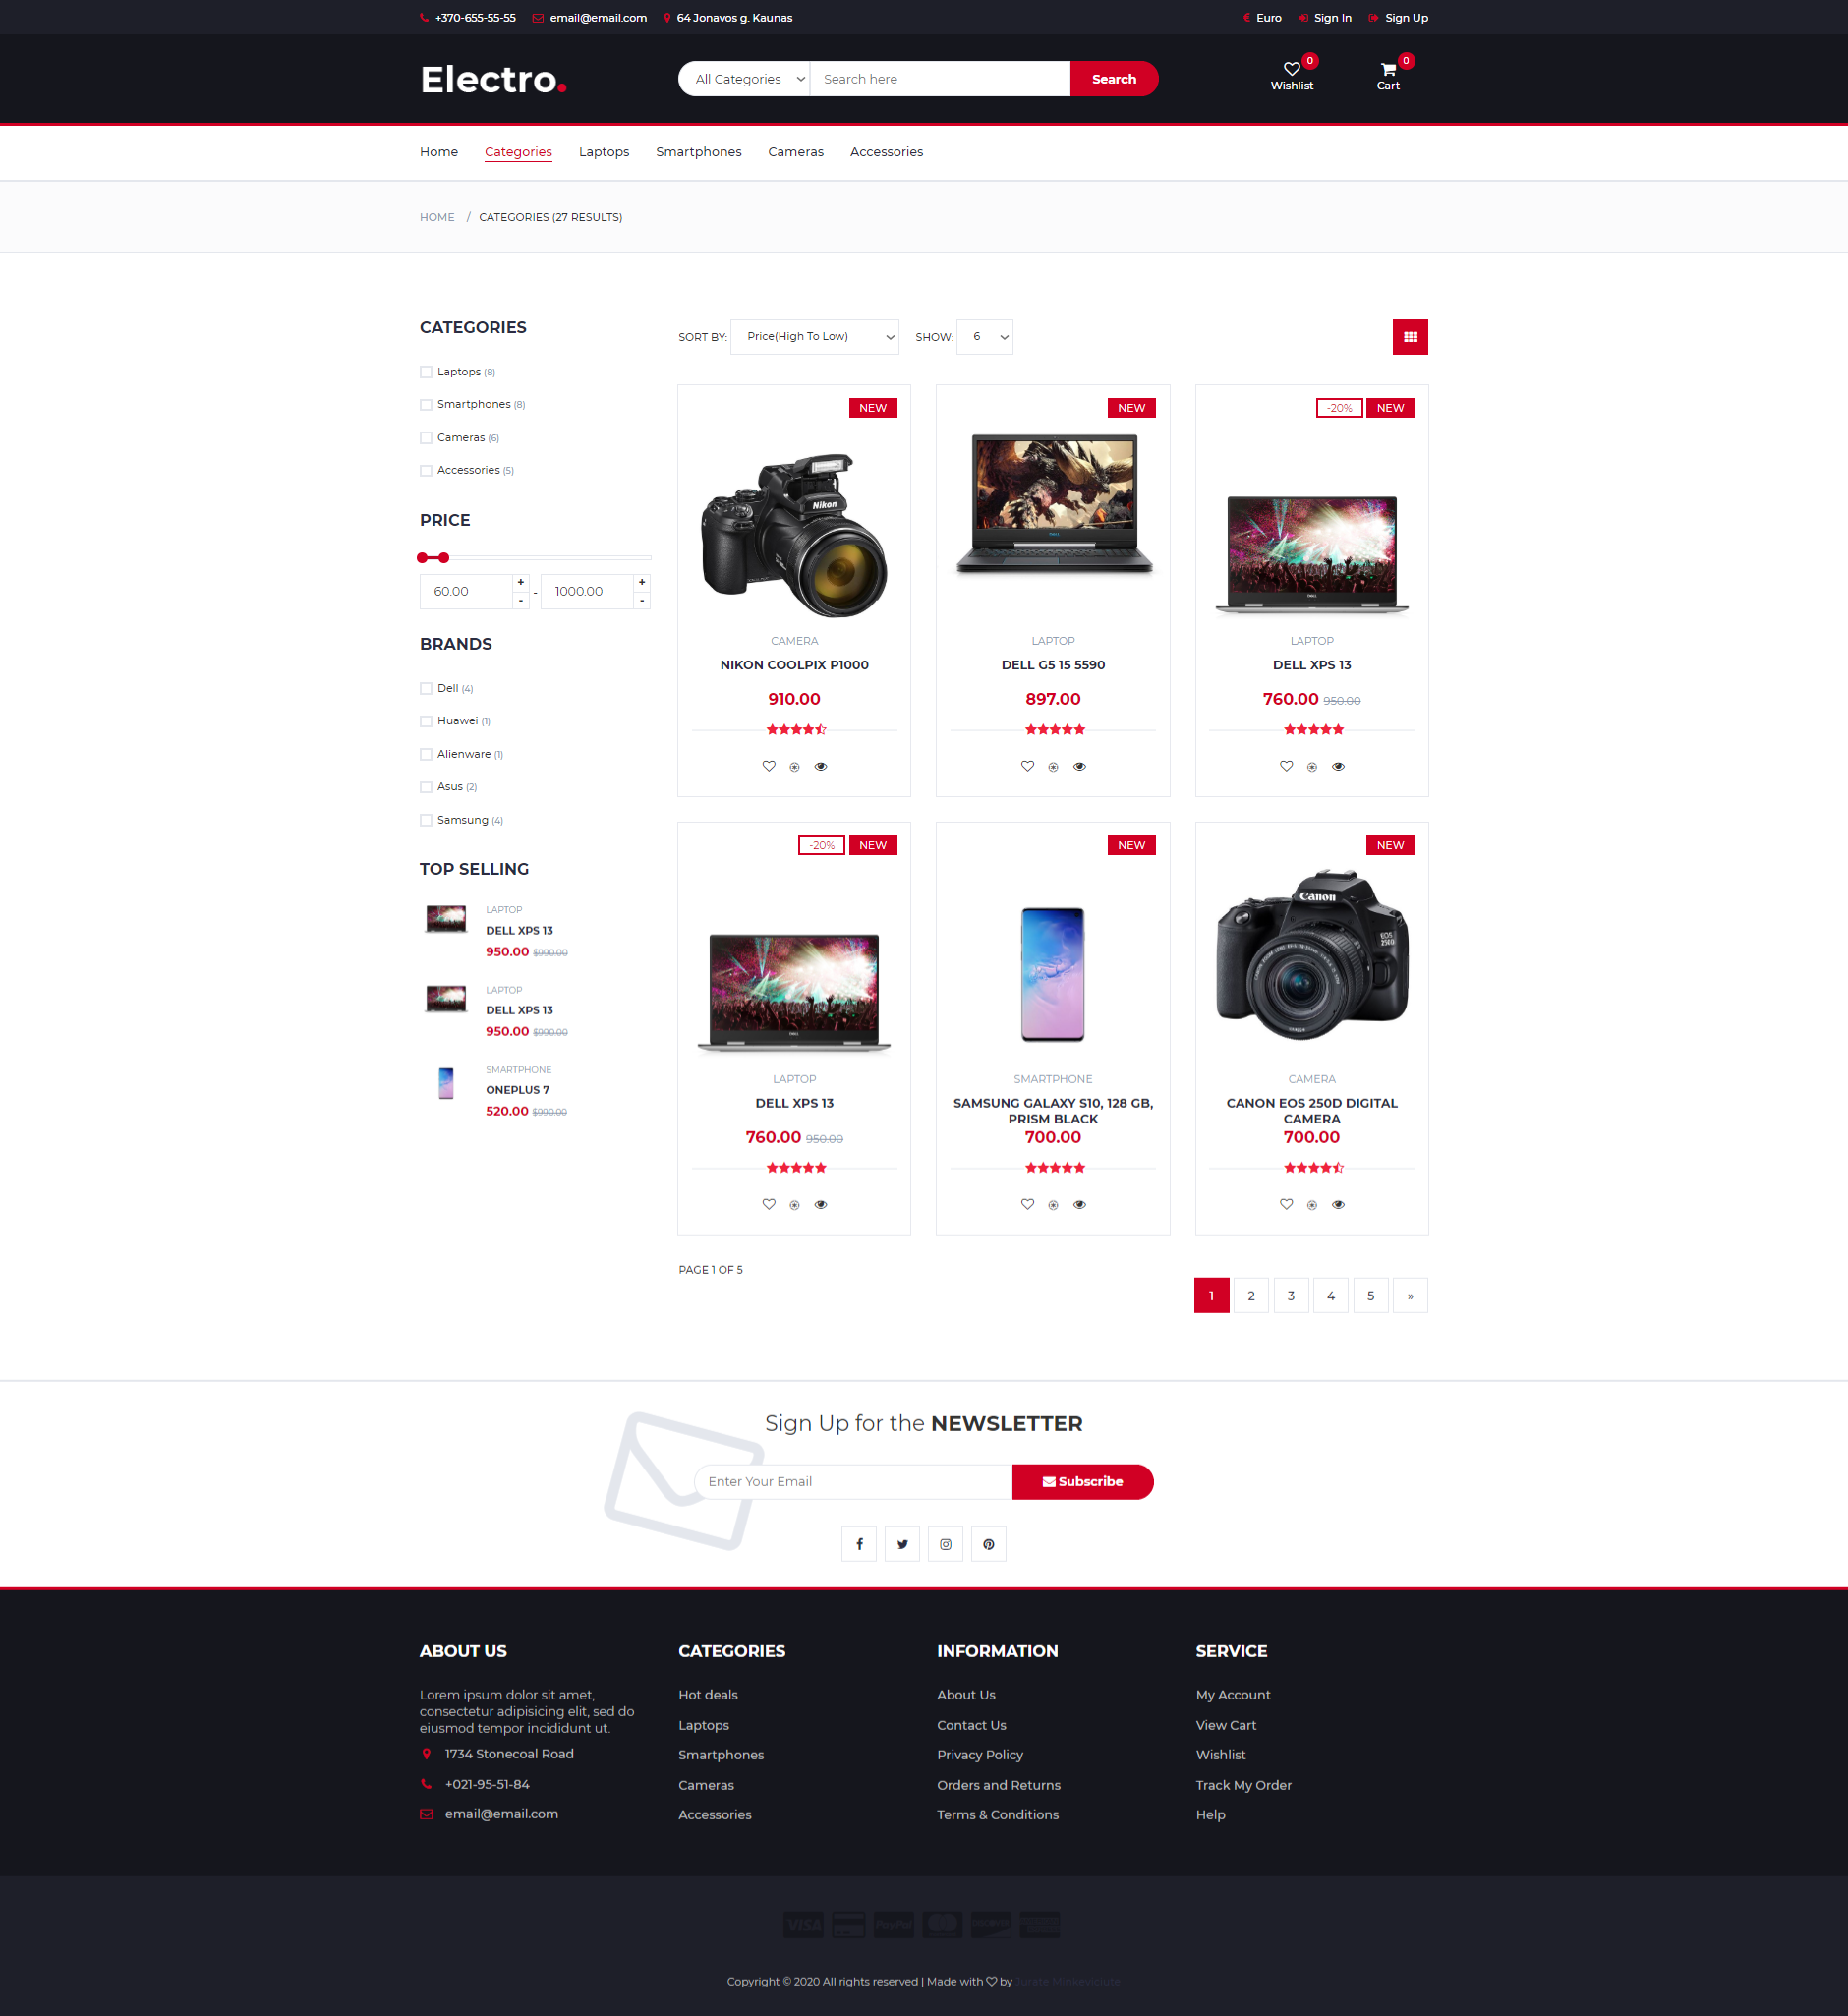 +370-655-55-55 email@email.com 64 Jonavos g. Kaunas € Euro Sign In Sign Up
Electro.
All Categories Search here Search
0 0
Wishlist Cart
Home Categories Laptops Smartphones Cameras Accessories
HOME / CATEGORIES (27 RESULTS)
CATEGORIES
Laptops (8)
Smartphones (8)
Cameras (6)
Accessories (5)
PRICE
60.00 + - - 1000.00 + -
BRANDS
Dell (4)
Huawei (1)
Alienware (1)
Asus (2)
Samsung (4)
TOP SELLING
LAPTOP
DELL XPS 13
950.00 $990.00
LAPTOP
DELL XPS 13
950.00 $990.00
SMARTPHONE
ONEPLUS 7
520.00 $990.00
SORT BY: Price(High To Low) SHOW: 6
NEW
Nikon
CAMERA
NIKON COOLPIX P1000
910.00
NEW
LAPTOP
DELL G5 15 5590
897.00
-20% NEW
LAPTOP
DELL XPS 13
760.00 950.00
-20% NEW
LAPTOP
DELL XPS 13
760.00 950.00
NEW
SMARTPHONE
SAMSUNG GALAXY S10, 128 GB,
PRISM BLACK
700.00
NEW
Canon
EOS
250D
CAMERA
CANON EOS 250D DIGITAL
CAMERA
700.00
PAGE 1 OF 5
1 2 3 4 5 »
Sign Up for the NEWSLETTER
Enter Your Email Subscribe
ABOUT US
Lorem ipsum dolor sit amet,
consectetur adipisicing elit, sed do
eiusmod tempor incididunt ut.
1734 Stonecoal Road
+021-95-51-84
email@email.com
CATEGORIES
Hot deals
Laptops
Smartphones
Cameras
Accessories
INFORMATION
About Us
Contact Us
Privacy Policy
Orders and Returns
Terms & Conditions
SERVICE
My Account
View Cart
Wishlist
Track My Order
Help
VISA PayPal DISCOVER
Copyright © 2020 All rights reserved | Made with ♡ by